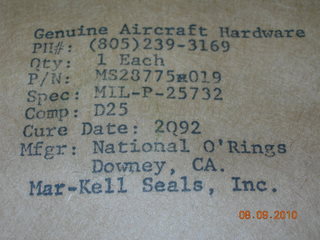 Genuine Aircraft Hardware
PH#: (805)239-3169
Qty: 1 Each
P/N: MS28775-019
Spec: MIL-P-25732
Comp: D25
Cure Date: 2Q92
Mfgr: National O'Rings
Downey, CA.
Mar-Kell Seals, Inc.
08.09.2010